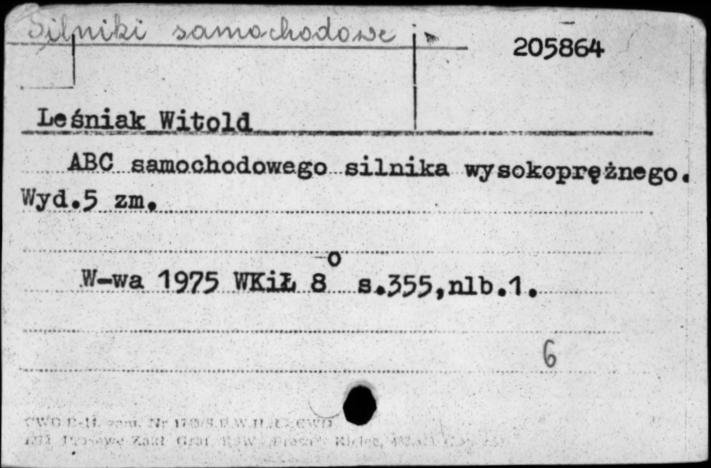 Silniki samochodowe
205864
Leśniak Witold
ABC samochodowego silnika wysokoprężnego.
Wyd.5 zm.
W-wa 1975 WKiŁ 8° s.355,nlb.1.
6